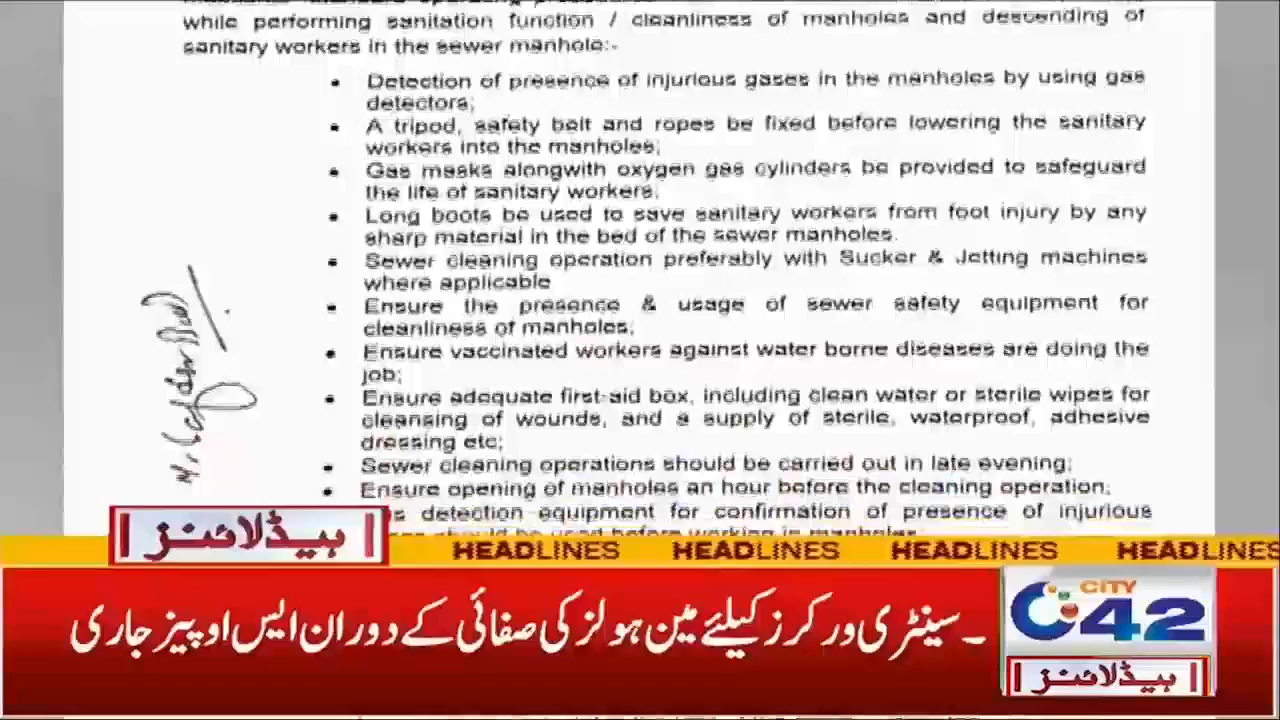 while performing sanitation function / cleanliness of manholes and descending of
sanitary workers in the sewer manhole:-
• Detection of presence of injurious gases in the manholes by using gas
detectors;
• A tripod, safety belt and ropes be fixed before lowering the sanitary
workers into the manholes;
• Gas masks alongwith oxygen gas cylinders be provided to safeguard
the life of sanitary workers;
• Long boots be used to save sanitary workers from foot injury by any
sharp material in the bed of the sewer manholes.
• Sewer cleaning operation preferably with Sucker & Jetting machines
where applicable
• Ensure the presence & usage of sewer safety equipment for
cleanliness of manholes;
• Ensure vaccinated workers against water borne diseases are doing the
job;
• Ensure adequate first-aid box, including clean water or sterile wipes for
cleansing of wounds, and a supply of sterile, waterproof, adhesive
dressing etc;
• Sewer cleaning operations should be carried out in late evening;
• Ensure opening of manholes an hour before the cleaning operation;
detection equipment for confirmation of presence of injurious
should be used before working in manholes
ہیڈلائنز
HEADLINES HEADLINES HEADLINES HEADLINES
۔ سینٹری ورکرز کیلئے مین ہولز کی صفائی کے دوران ایس اوپیز جاری
CITY
42
ہیڈلائنز